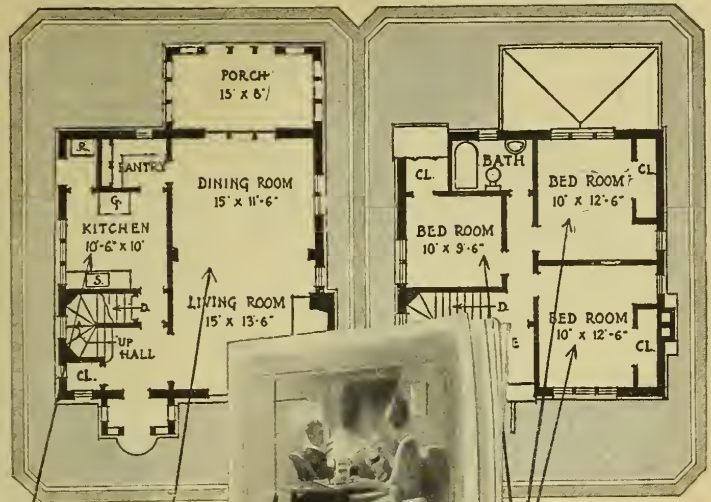 PORCH
15' x 8'
R.
PANTRY
G.
DINING ROOM
15' x 11'-6"
KITCHEN
10'-6" x 10'
S.
D.
LIVING ROOM
15' x 13'-6"
UP
HALL
CL.
CL.
BATH
BED ROOM
10' x 12'-6"
CL.
BED ROOM
10' x 9'-6"
D.
BED ROOM
10' x 12'-6"
CL.
E